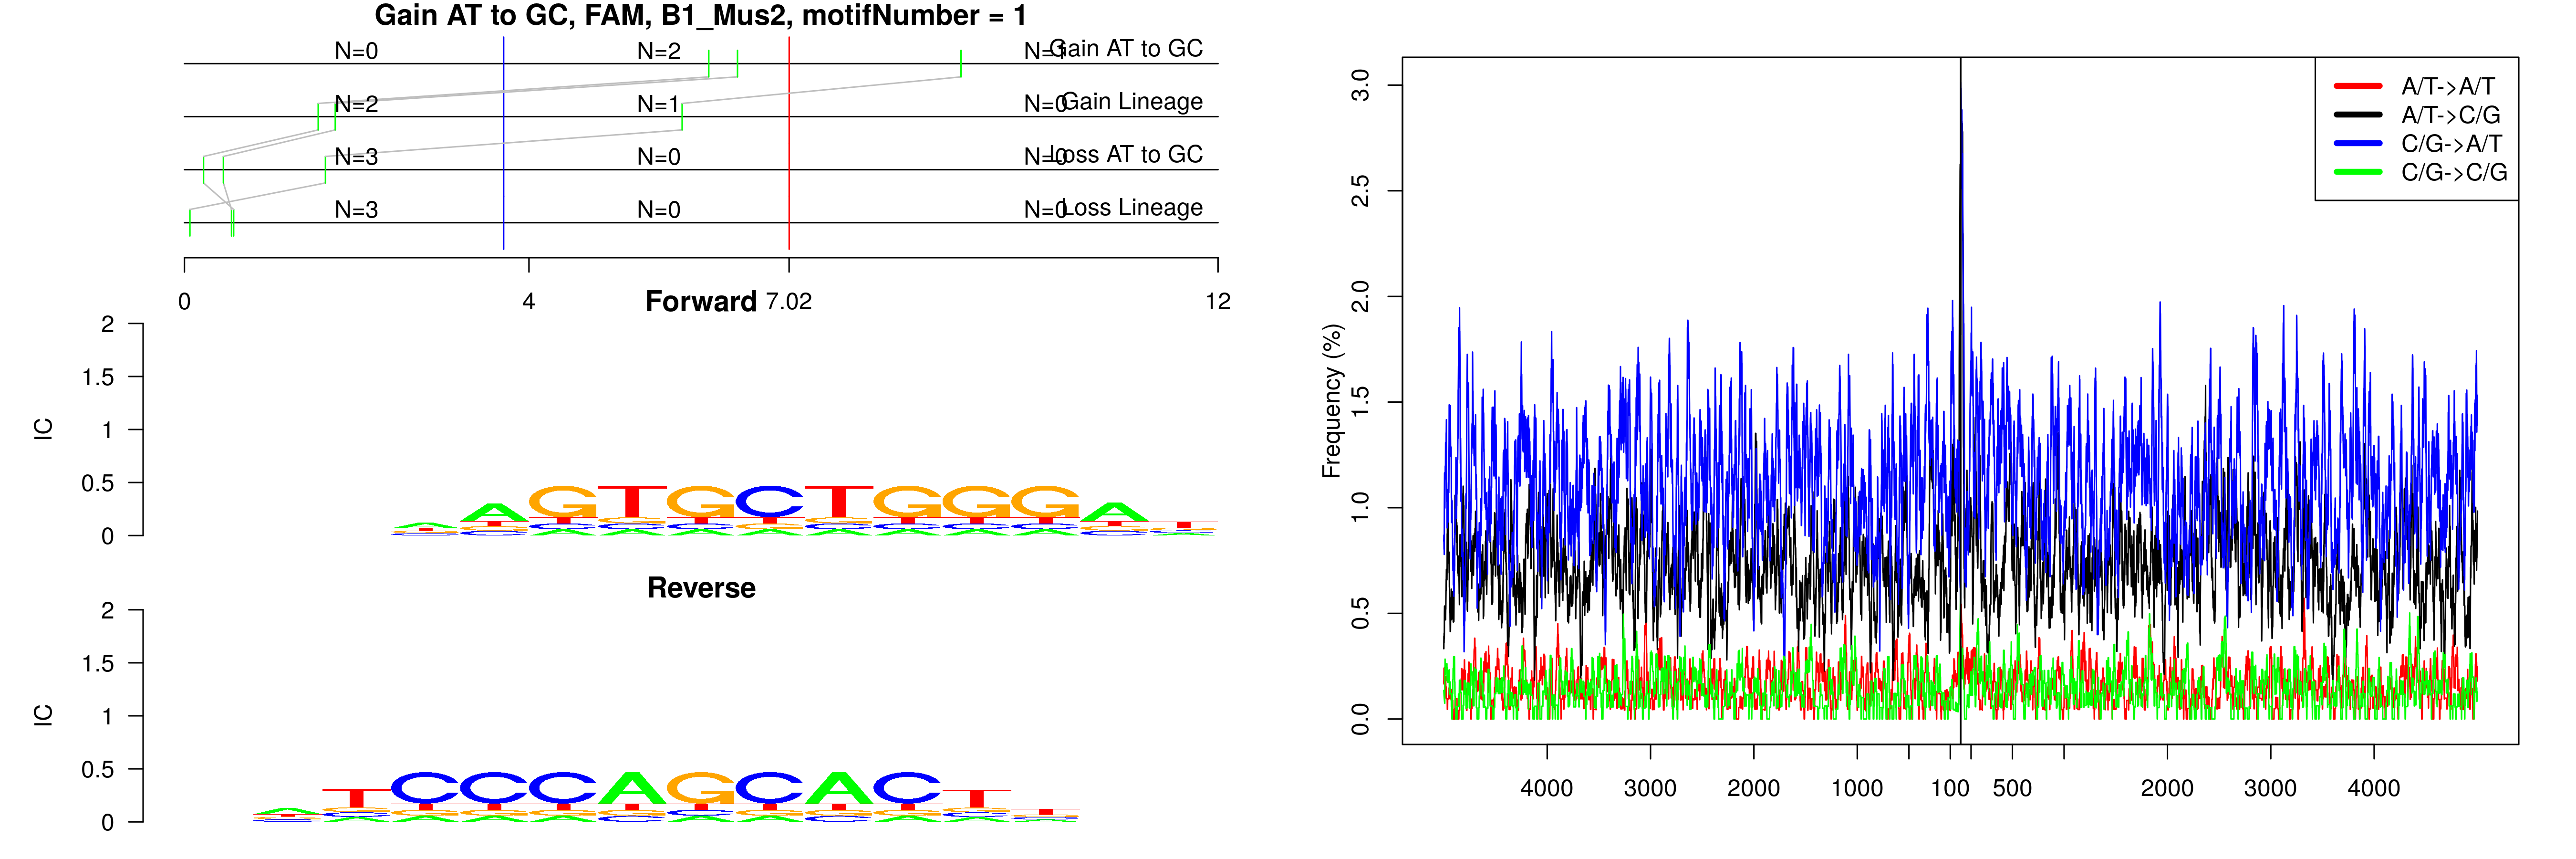 Gain AT to GC, FAM, B1_Mus2, motifNumber = 1
N=0 N=2 N=1 Gain AT to GC
N=2 N=1 N=0 Gain Lineage
N=3 N=0 N=0 Loss AT to GC
N=3 N=0 N=0 Loss Lineage
0 4 7.02 12
Forward
2
1.5
1
0.5
0
IC
AAGTGCTGGGAT
Reverse
2
1.5
1
0.5
0
IC
ATCCCAGCACTT
Frequency (%)
3.0
2.5
2.0
1.5
1.0
0.5
0.0
4000 3000 2000 1000 100 500 2000 3000 4000
A/T->A/T
A/T->C/G
C/G->A/T
C/G->C/G